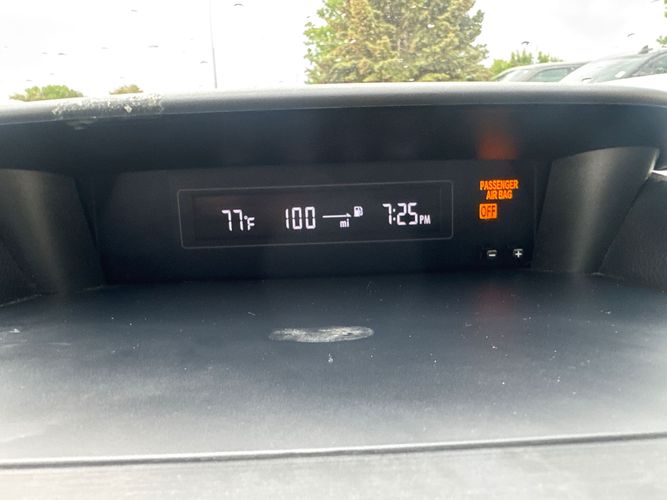 77°F 100 mi 7:25 PM
PASSENGER
AIR BAG
OFF
- +